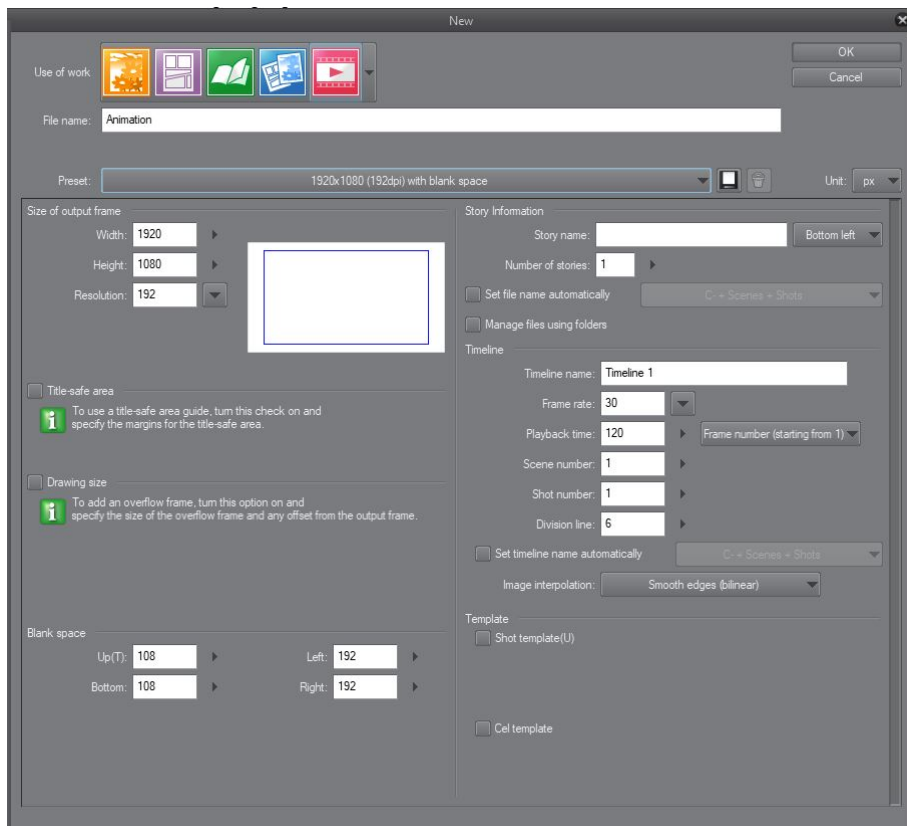 New
OK
Use of work
Cancel
File name: Animation
Preset: 1920x1080 (192dpi) with blank space Unit: px
Size of output frame
Width: 1920
Height: 1080
Resolution: 192
Title-safe area
To use a title-safe area guide, turn this check on and
specify the margins for the title-safe area.
Drawing size
To add an overflow frame, turn this option on and
specify the size of the overflow frame and any offset from the output frame.
Blank space
Up(T): 108 Left: 192
Bottom: 108 Right: 192
Story Information
Story name: Bottom left
Number of stories: 1
Set file name automatically C- + Scenes + Shots
Manage files using folders
Timeline
Timeline name: Timeline 1
Frame rate: 30
Playback time: 120 Frame number (starting from 1)
Scene number: 1
Shot number: 1
Division line: 6
Set timeline name automatically C- + Scenes + Shots
Image interpolation: Smooth edges (bilinear)
Template
Shot template(U)
Cel template